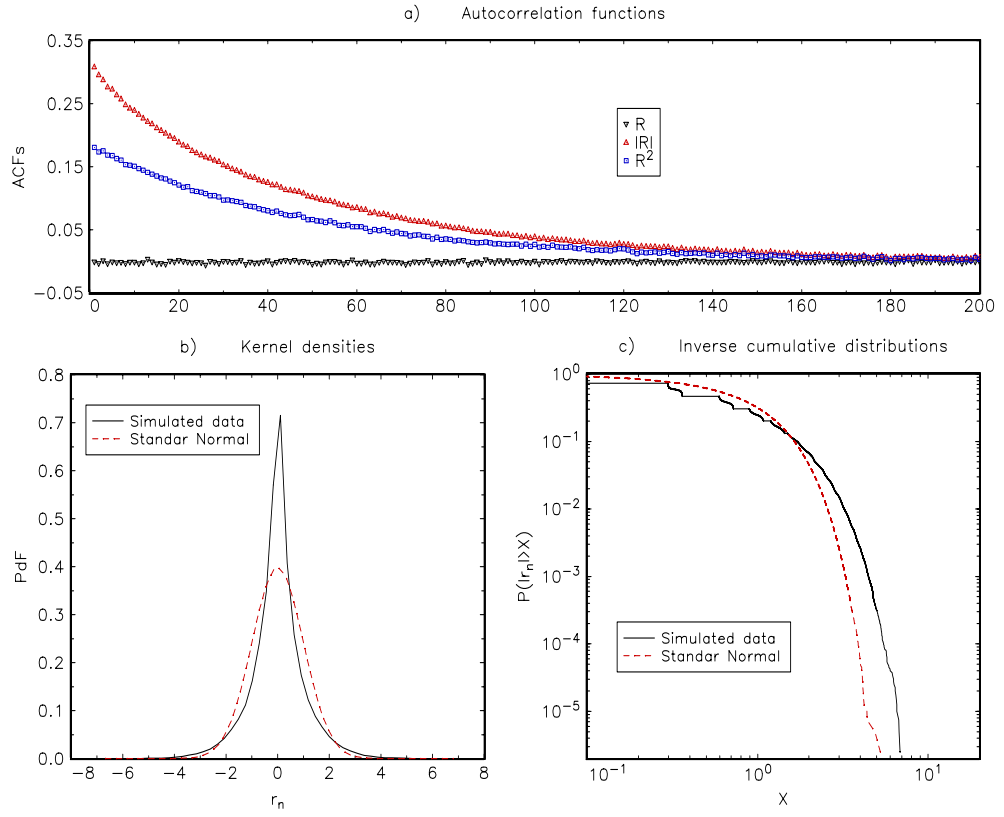 a) Autocorrelation functions
0.35
0.25
0.15
0.05
−0.05
ACFs
R
|R|
R²
0 20 40 60 80 100 120 140 160 180 200
b) Kernel densities
0.8
0.7
0.6
0.5
0.4
0.3
0.2
0.1
0.0
PdF
Simulated data
Standar Normal
−8 −6 −4 −2 0 2 4 6 8
rₙ
c) Inverse cumulative distributions
10⁰
10⁻¹
10⁻²
10⁻³
10⁻⁴
10⁻⁵
P(|rₙ|>X)
Simulated data
Standar Normal
10⁻¹ 10⁰ 10¹
X